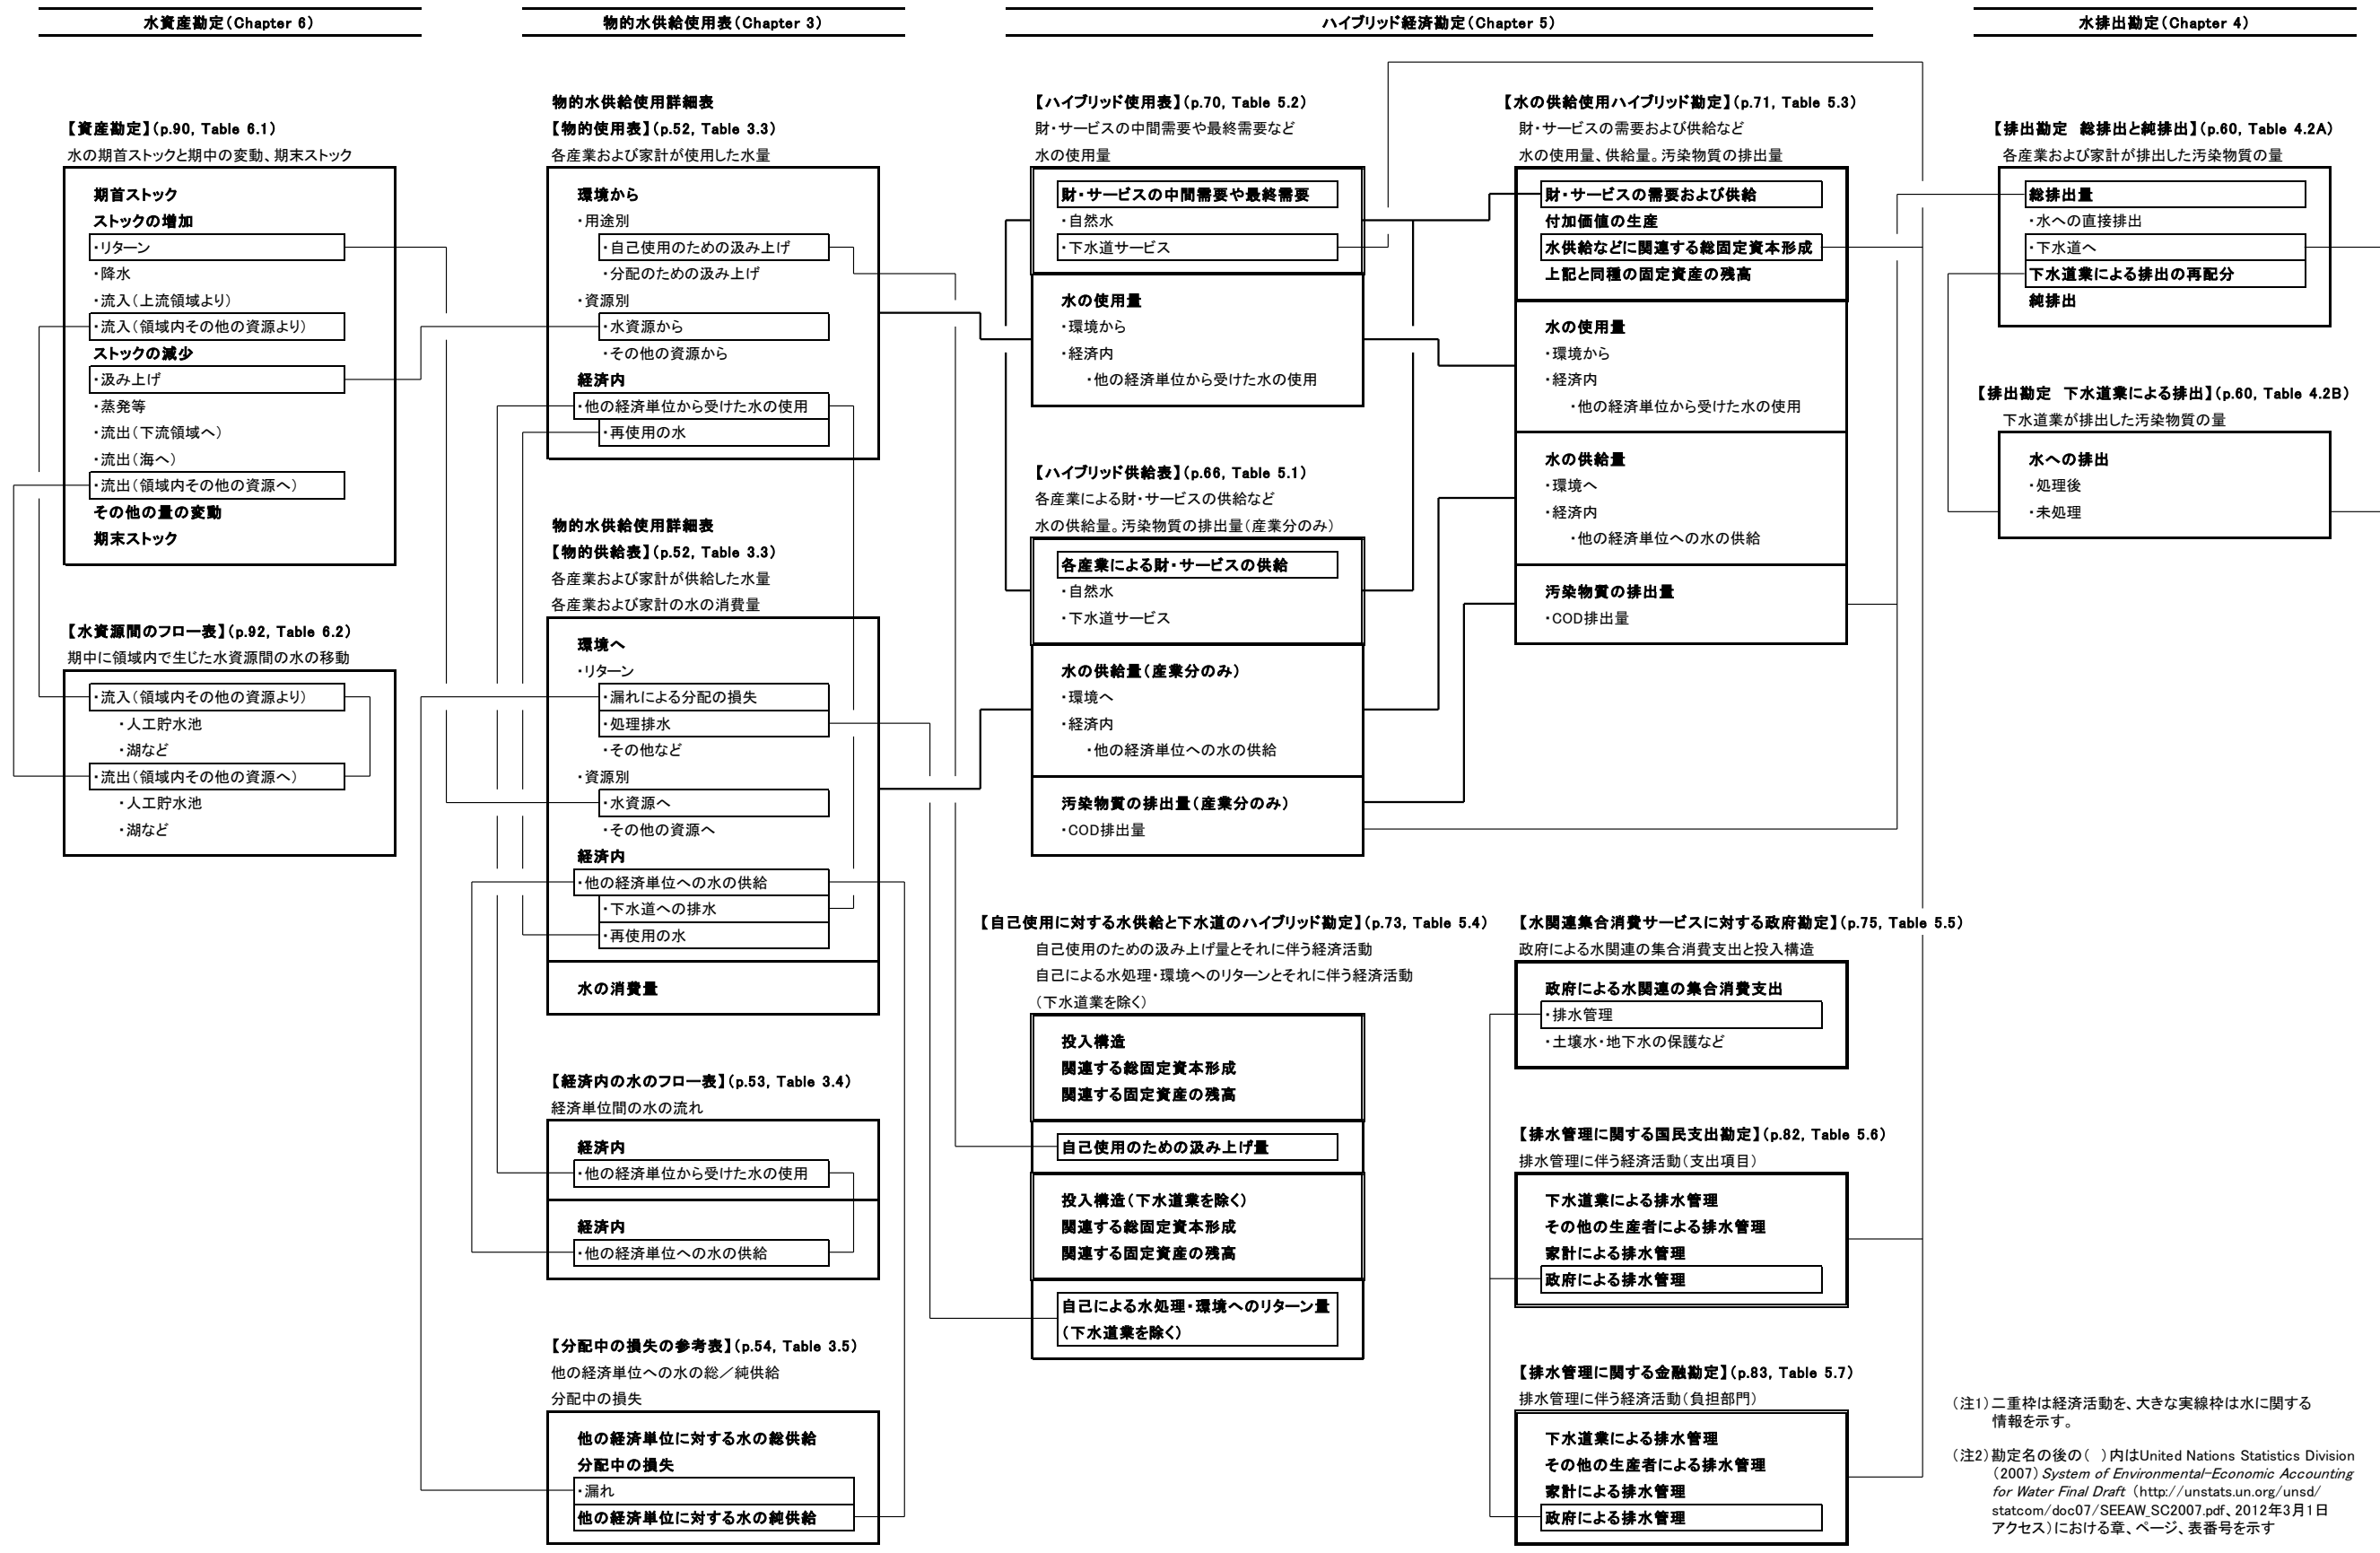 水資産勘定（Chapter 6）
物的水供給使用表（Chapter 3）
ハイブリッド経済勘定（Chapter 5）
水排出勘定（Chapter 4）
【資産勘定】（p.90, Table 6.1）
水の期首ストックと期中の変動、期末ストック
期首ストック
ストックの増加
・リターン
・降水
・流入（上流領域より）
・流入（領域内その他の資源より）
ストックの減少
・汲み上げ
・蒸発等
・流出（下流領域へ）
・流出（海へ）
・流出（領域内その他の資源へ）
その他の量の変動
期末ストック
【水資源間のフロー表】（p.92, Table 6.2）
期中に領域内で生じた水資源間の水の移動
・流入（領域内その他の資源より）
・人工貯水池
・湖など
・流出（領域内その他の資源へ）
・人工貯水池
・湖など
物的水供給使用詳細表
【物的使用表】（p.52, Table 3.3）
各産業および家計が使用した水量
環境から
・用途別
・自己使用のための汲み上げ
・分配のための汲み上げ
・資源別
・水資源から
・その他の資源から
経済内
・他の経済単位から受けた水の使用
・再使用の水
物的水供給使用詳細表
【物的供給表】（p.52, Table 3.3）
各産業および家計が供給した水量
各産業および家計の水の消費量
環境へ
・リターン
・漏れによる分配の損失
・処理排水
・その他など
・資源別
・水資源へ
・その他の資源へ
経済内
・他の経済単位への水の供給
・下水道への排水
・再使用の水
水の消費量
【経済内の水のフロー表】（p.53, Table 3.4）
経済単位間の水の流れ
経済内
・他の経済単位から受けた水の使用
経済内
・他の経済単位への水の供給
【分配中の損失の参考表】（p.54, Table 3.5）
他の経済単位への水の総／純供給
分配中の損失
他の経済単位に対する水の総供給
分配中の損失
・漏れ
他の経済単位に対する水の純供給
【ハイブリッド使用表】（p.70, Table 5.2）
財・サービスの中間需要や最終需要など
水の使用量
財・サービスの中間需要や最終需要
・自然水
・下水道サービス
水の使用量
・環境から
・経済内
・他の経済単位から受けた水の使用
【ハイブリッド供給表】（p.66, Table 5.1）
各産業による財・サービスの供給など
水の供給量。汚染物質の排出量（産業分のみ）
各産業による財・サービスの供給
・自然水
・下水道サービス
水の供給量（産業分のみ）
・環境へ
・経済内
・他の経済単位への水の供給
汚染物質の排出量（産業分のみ）
・COD排出量
【自己使用に対する水供給と下水道のハイブリッド勘定】（p.73, Table 5.4）
自己使用のための汲み上げ量とそれに伴う経済活動
自己による水処理・環境へのリターンとそれに伴う経済活動
（下水道業を除く）
投入構造
関連する総固定資本形成
関連する固定資産の残高
自己使用のための汲み上げ量
投入構造（下水道業を除く）
関連する総固定資本形成
関連する固定資産の残高
自己による水処理・環境へのリターン量
（下水道業を除く）
【水の供給使用ハイブリッド勘定】（p.71, Table 5.3）
財・サービスの需要および供給など
水の使用量、供給量。汚染物質の排出量
財・サービスの需要および供給
付加価値の生産
水供給などに関連する総固定資本形成
上記と同種の固定資産の残高
水の使用量
・環境から
・経済内
・他の経済単位から受けた水の使用
水の供給量
・環境へ
・経済内
・他の経済単位への水の供給
汚染物質の排出量
・COD排出量
【水関連集合消費サービスに対する政府勘定】（p.75, Table 5.5）
政府による水関連の集合消費支出と投入構造
政府による水関連の集合消費支出
・排水管理
・土壌水・地下水の保護など
【排水管理に関する国民支出勘定】（p.82, Table 5.6）
排水管理に伴う経済活動（支出項目）
下水道業による排水管理
その他の生産者による排水管理
家計による排水管理
政府による排水管理
【排水管理に関する金融勘定】（p.83, Table 5.7）
排水管理に伴う経済活動（負担部門）
下水道業による排水管理
その他の生産者による排水管理
家計による排水管理
政府による排水管理
【排出勘定　総排出と純排出】（p.60, Table 4.2A）
各産業および家計が排出した汚染物質の量
総排出量
・水への直接排出
・下水道へ
下水道業による排出の再配分
純排出
【排出勘定　下水道業による排出】（p.60, Table 4.2B）
下水道業が排出した汚染物質の量
水への排出
・処理後
・未処理
（注1）二重枠は経済活動を、大きな実線枠は水に関する
情報を示す。
（注2）勘定名の後の（　）内はUnited Nations Statistics Division
（2007）System of Environmental-Economic Accounting
for Water Final Draft（http://unstats.un.org/unsd/
statcom/doc07/SEEAW_SC2007.pdf、2012年3月1日
アクセス）における章、ページ、表番号を示す